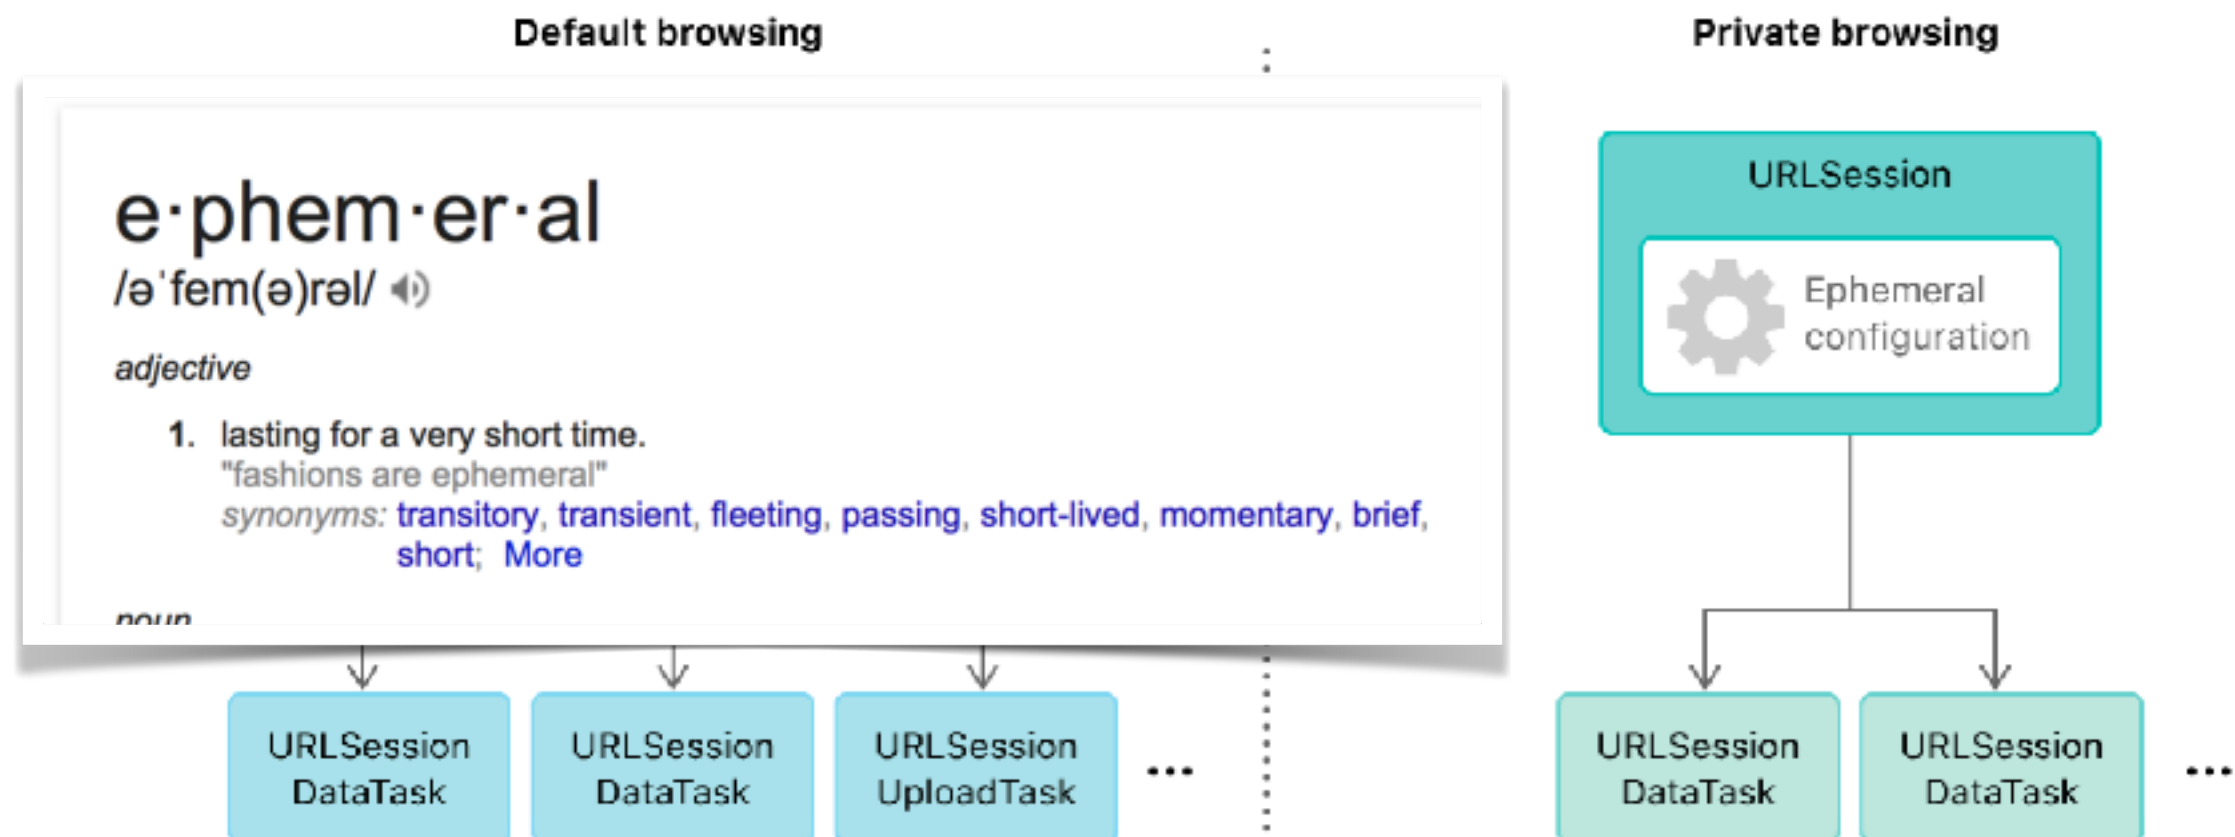 Default browsing
Private browsing
e·phem·er·al
/əˈfem(ə)rəl/
adjective
1. lasting for a very short time.
"fashions are ephemeral"
synonyms: transitory, transient, fleeting, passing, short-lived, momentary, brief,
short; More
noun
URLSession
Ephemeral
configuration
URLSession
DataTask
URLSession
DataTask
URLSession
UploadTask
...
URLSession
DataTask
URLSession
DataTask
...